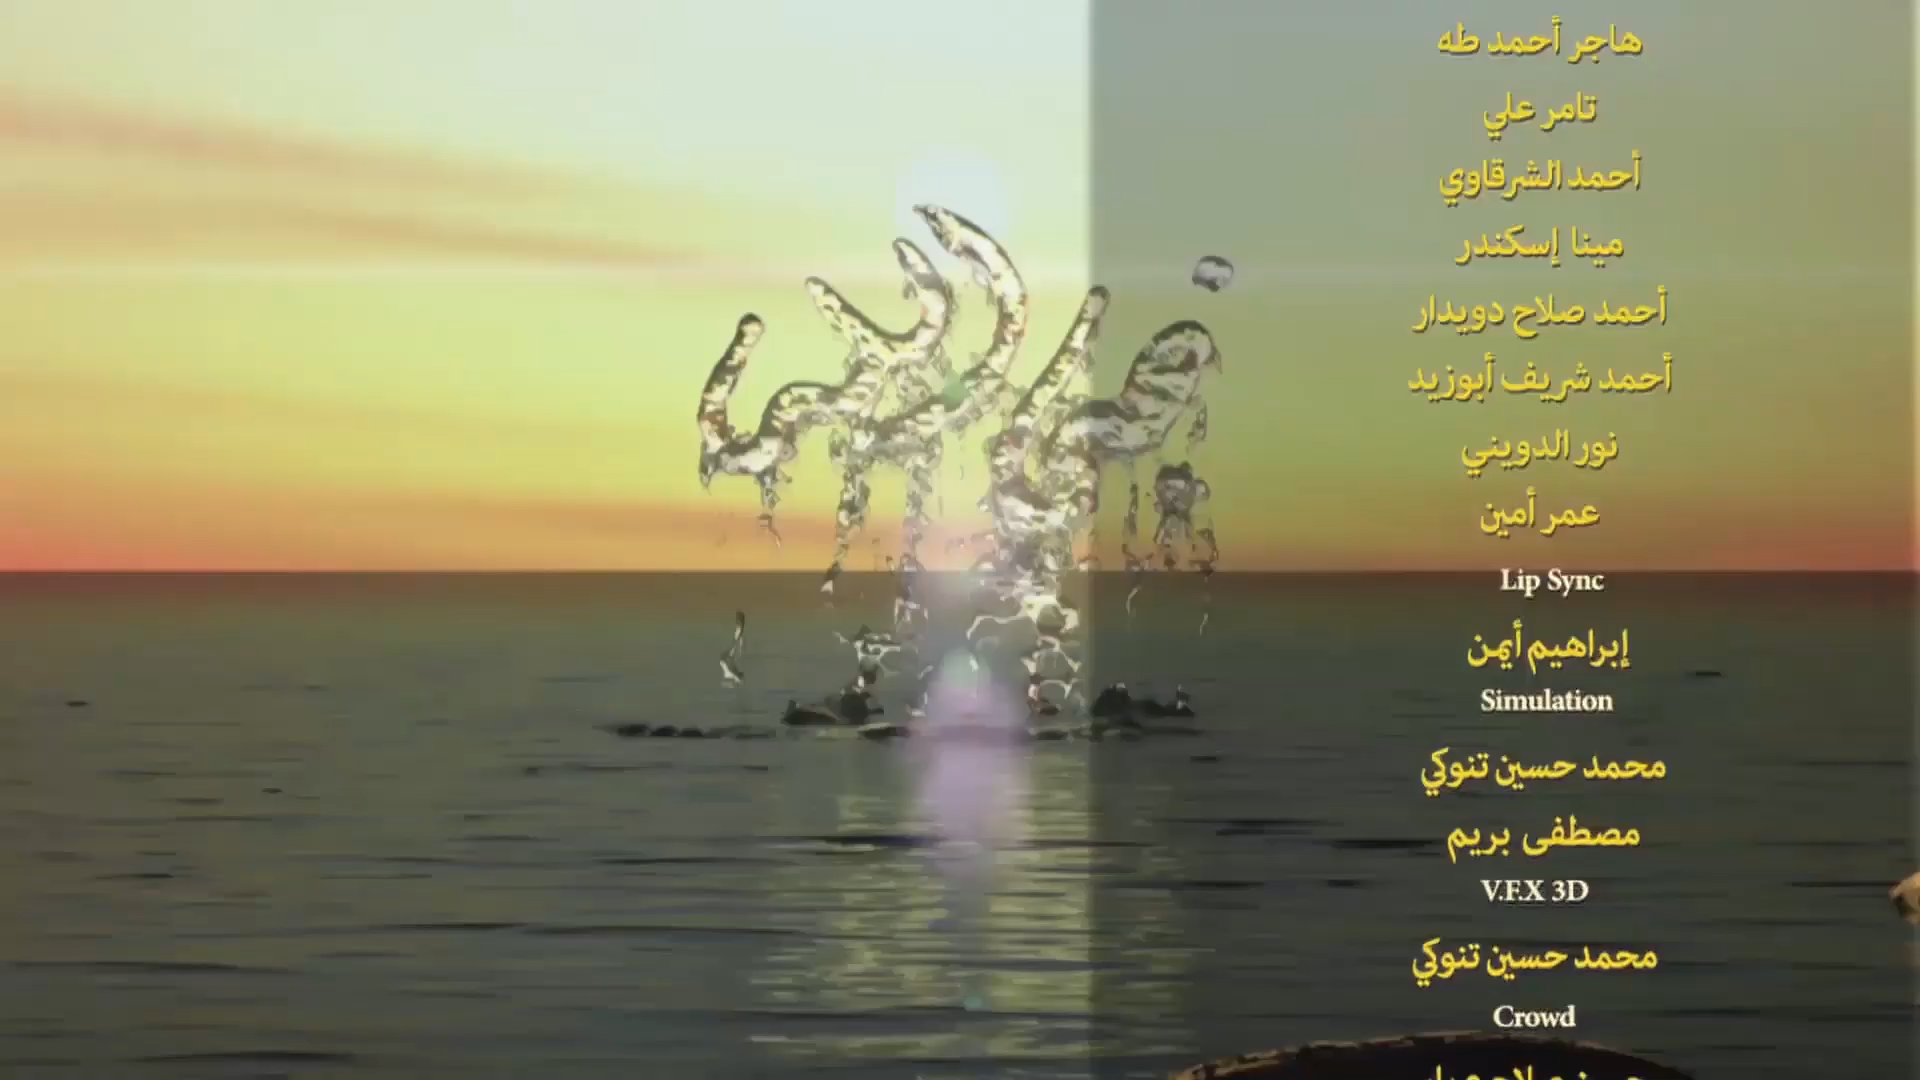 هاجر أحمد طه
تامر علي
أحمد الشرقاوي
مينا إسكندر
أحمد صلاح دويدار
أحمد شريف أبوزيد
نور الدويني
عمر أمين
Lip Sync
إبراهيم أيمن
Simulation
محمد حسين تنوكي
مصطفى بريم
V.F.X 3D
محمد حسين تنوكي
Crowd